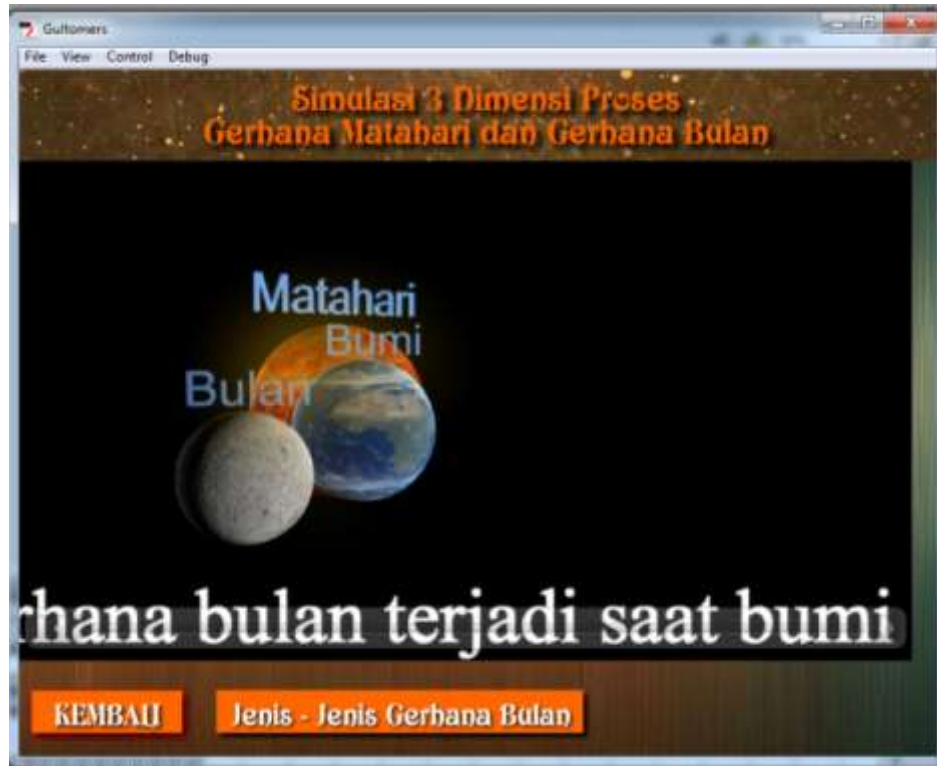 Gultomers
File View Control Debug
Simulasi 3 Dimensi Proses
Gerhana Matahari dan Gerhana Bulan
Matahari
Bumi
Bulan
rhana bulan terjadi saat bumi
KEMBALI
Jenis - Jenis Gerhana Bulan